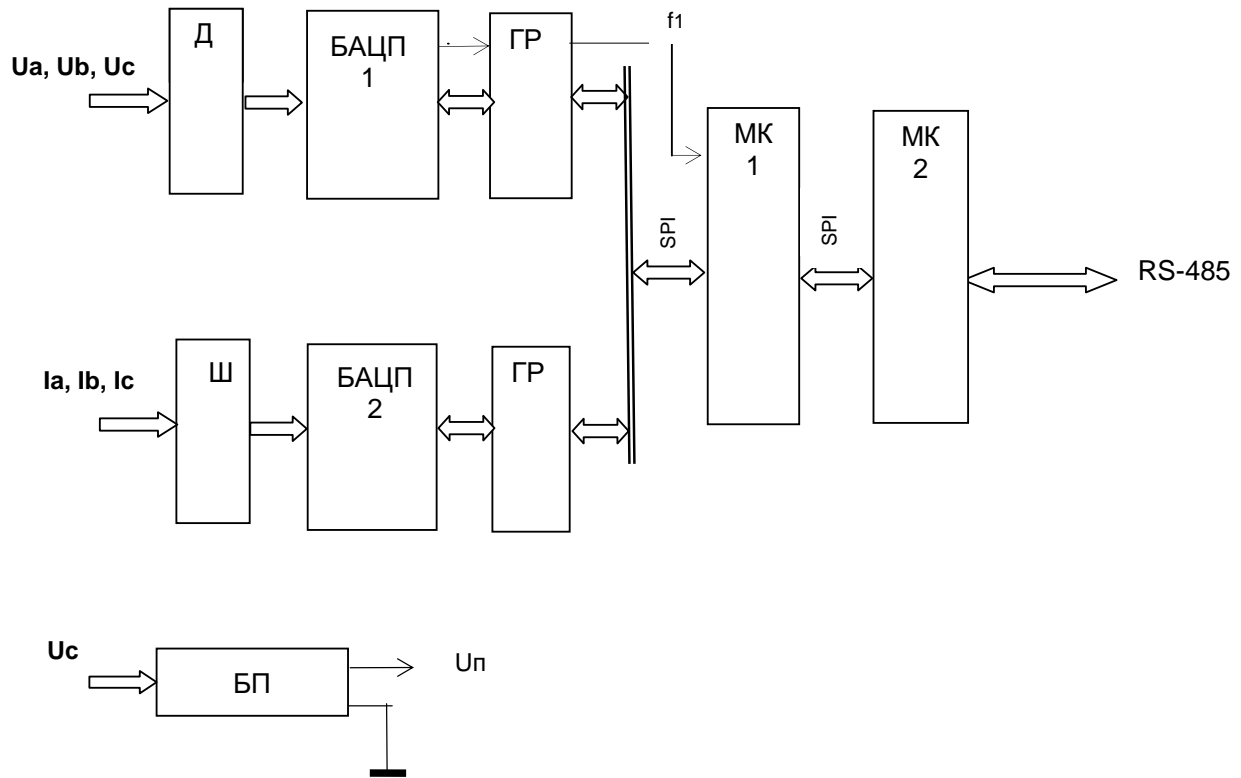 Ua, Ub, Uc
Д
БАЦП
1
ГР
f1
МК
1
МК
2
SPI
SPI
RS-485
Ia, Ib, Ic
Ш
БАЦП
2
ГР
Uc
БП
Uп